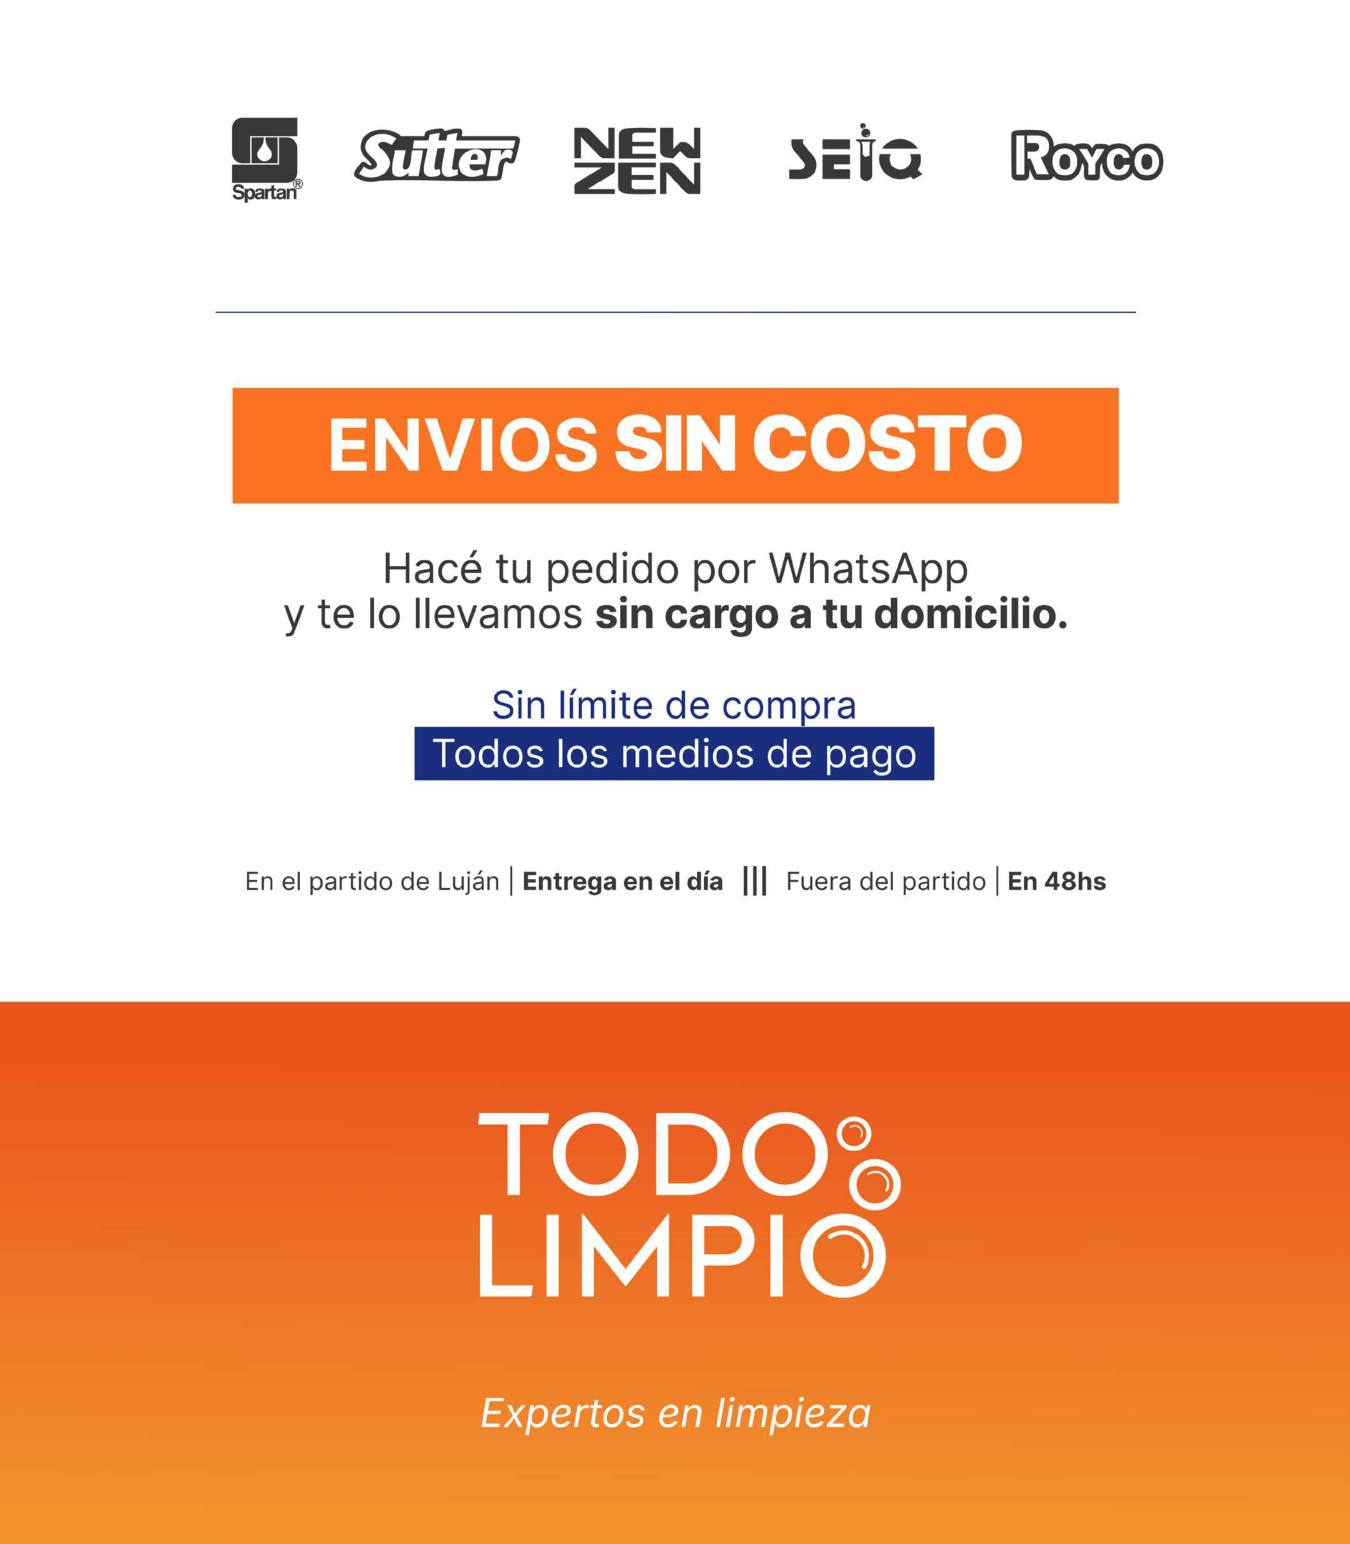 Spartan®
Sutter
NEW
ZEN
SEIQ
ROYCO
ENVIOS SIN COSTO
Hacé tu pedido por WhatsApp
y te lo llevamos sin cargo a tu domicilio.
Sin límite de compra
Todos los medios de pago
En el partido de Luján | Entrega en el día ||| Fuera del partido | En 48hs
TODO
LIMPIO
Expertos en limpieza